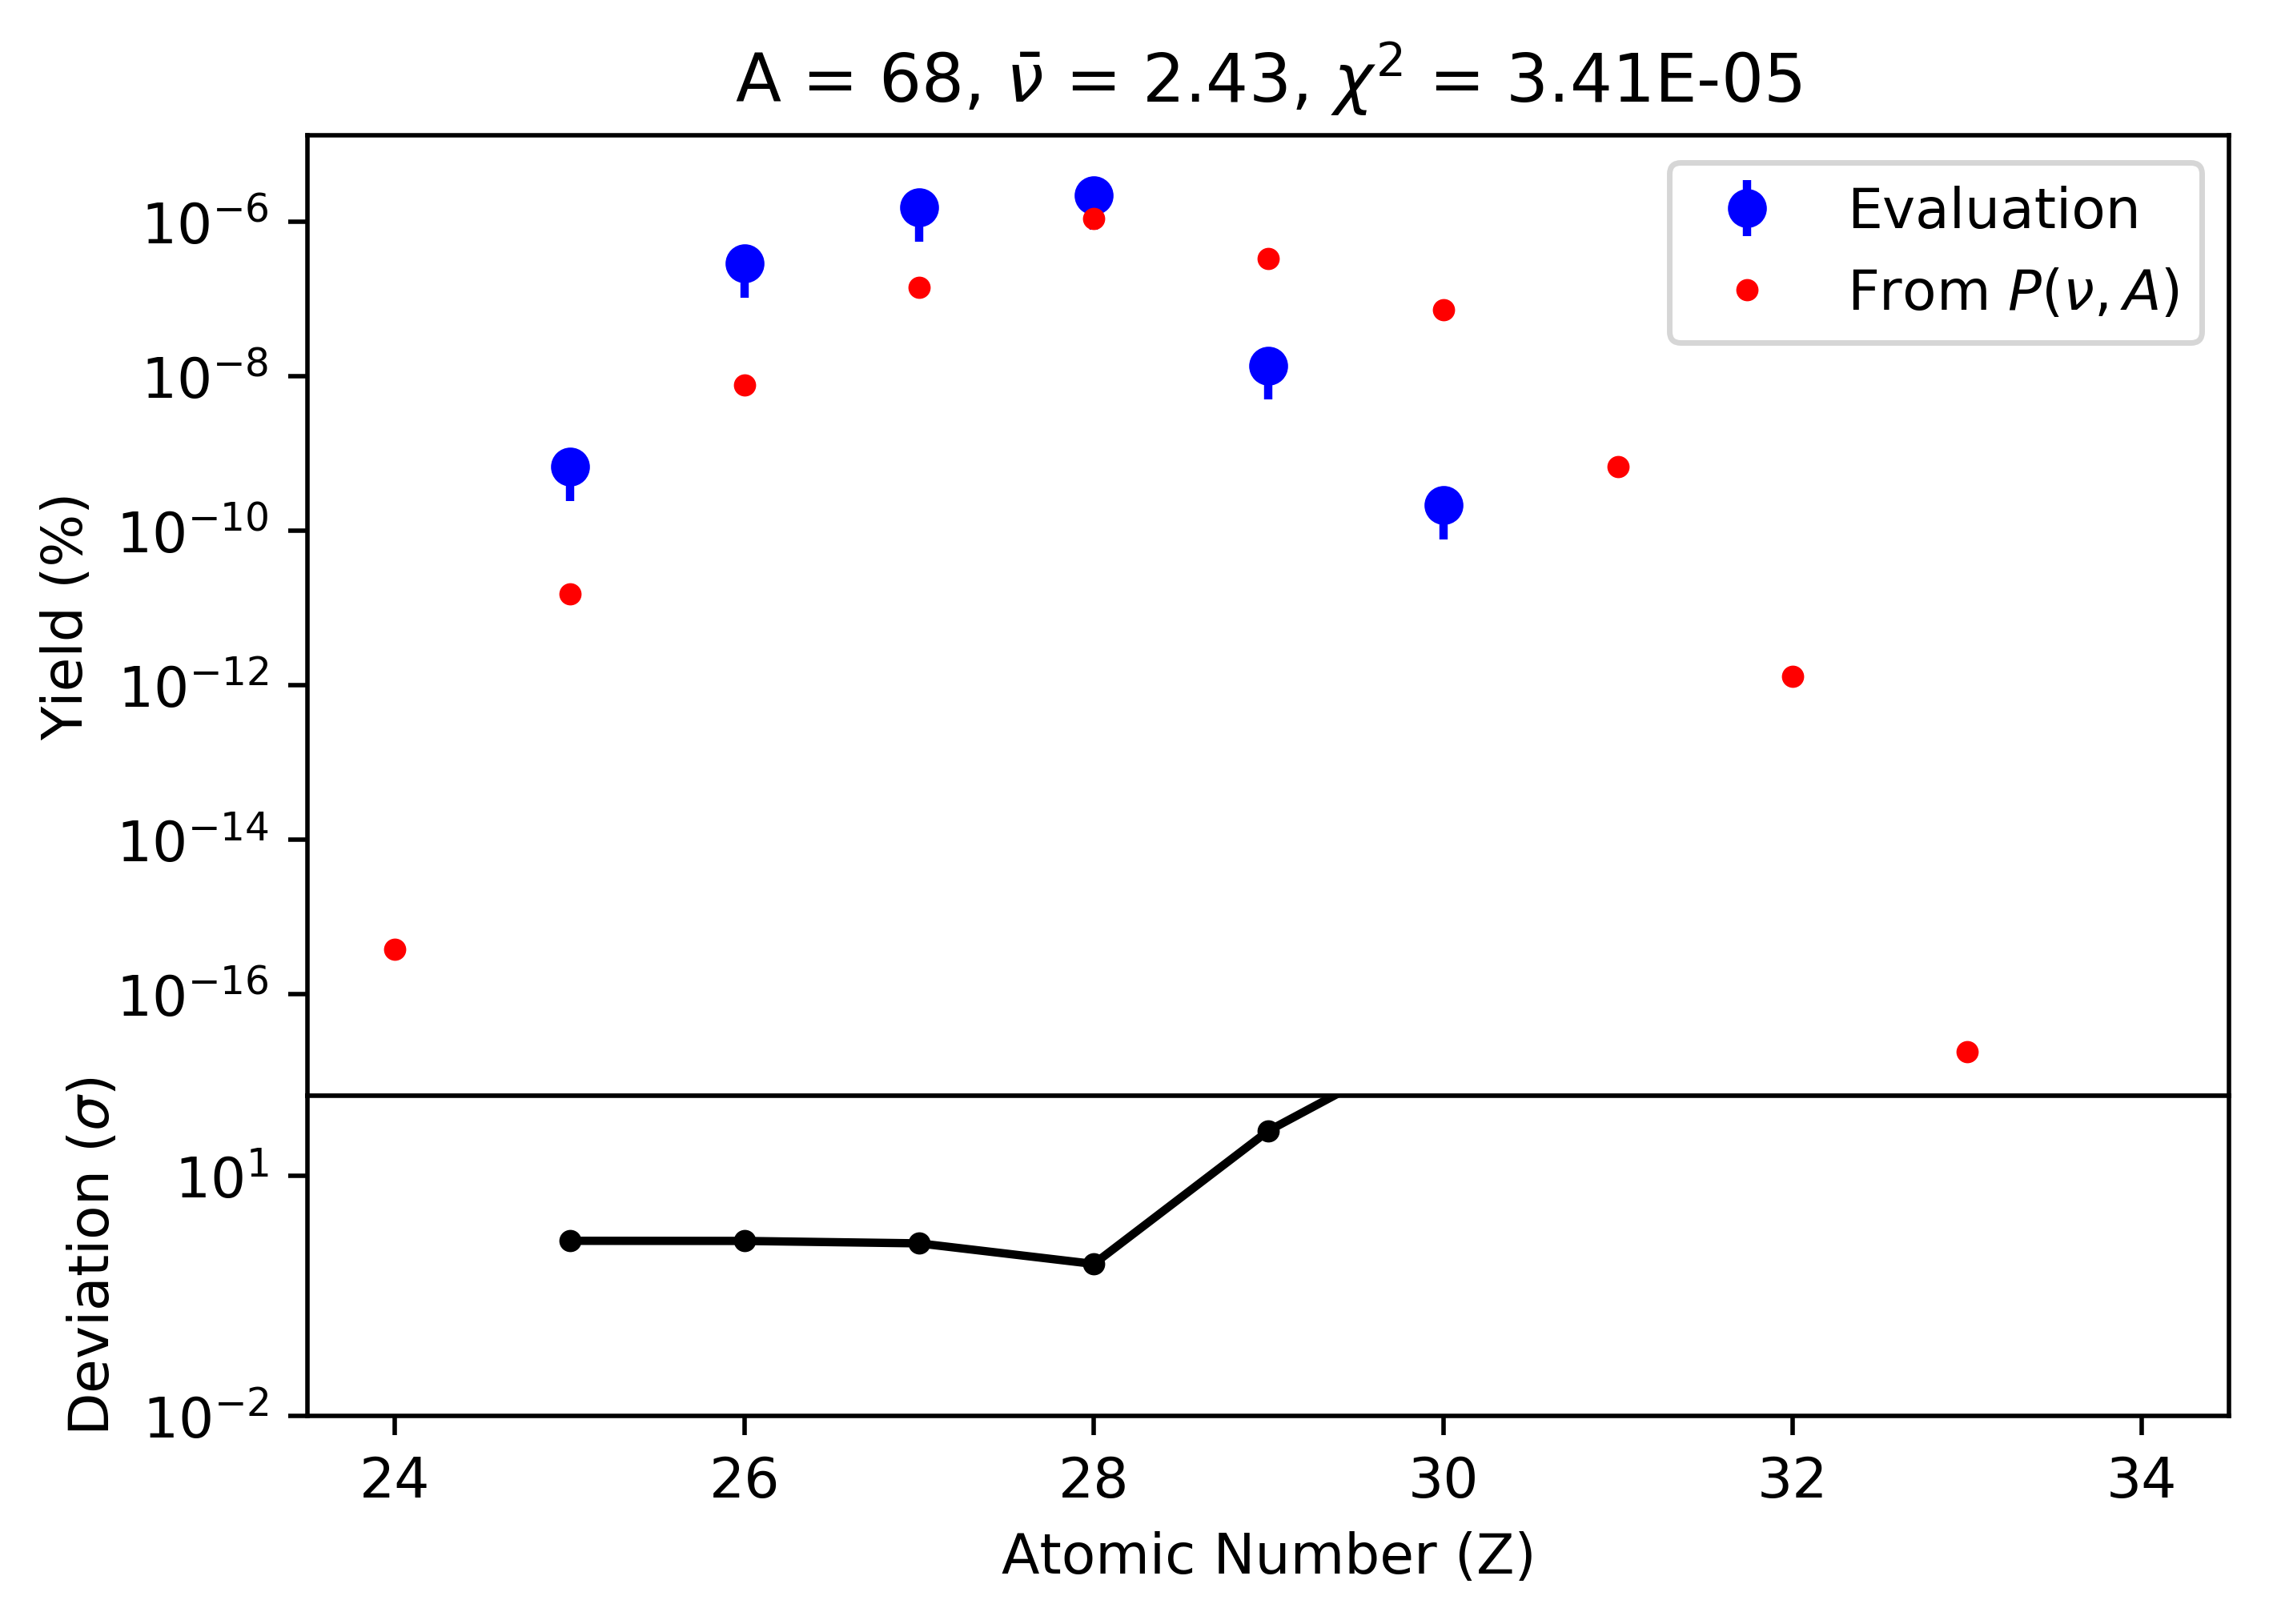 A = 68, ν̄ = 2.43, χ² = 3.41E-05
Evaluation
From P(ν, A)
Yield (%)
10⁻⁶
10⁻⁸
10⁻¹⁰
10⁻¹²
10⁻¹⁴
10⁻¹⁶
Deviation (σ)
10¹
10⁻²
24 26 28 30 32 34
Atomic Number (Z)